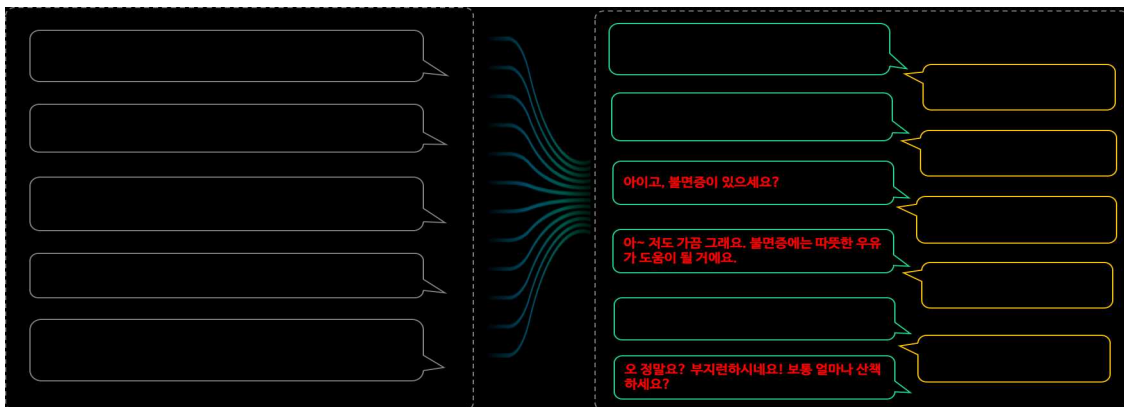 아이고, 불면증이 있으세요?
아~ 저도 가끔 그래요. 불면증에는 따뜻한 우유
가 도움이 될 거에요.
오 정말요? 부지런하시네요! 보통 얼마나 산책
하세요?